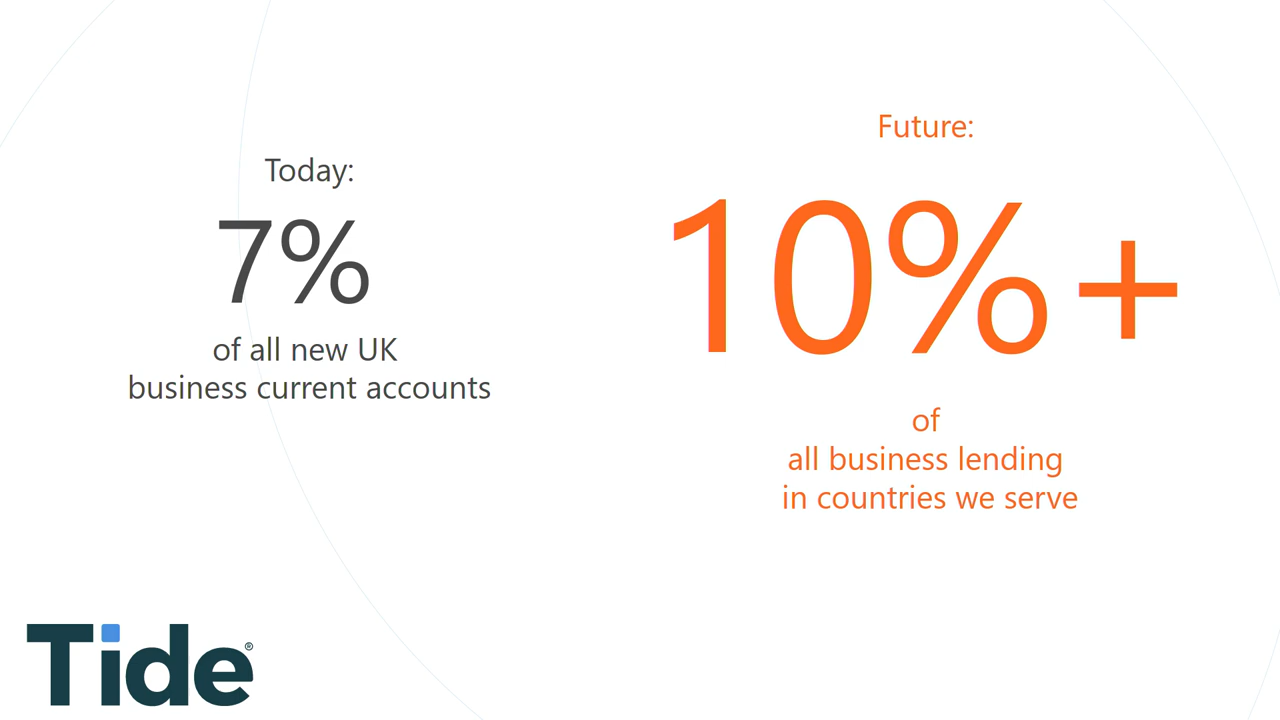 Today:
7%
of all new UK
business current accounts
Future:
10%+
of
all business lending
in countries we serve
Tide®